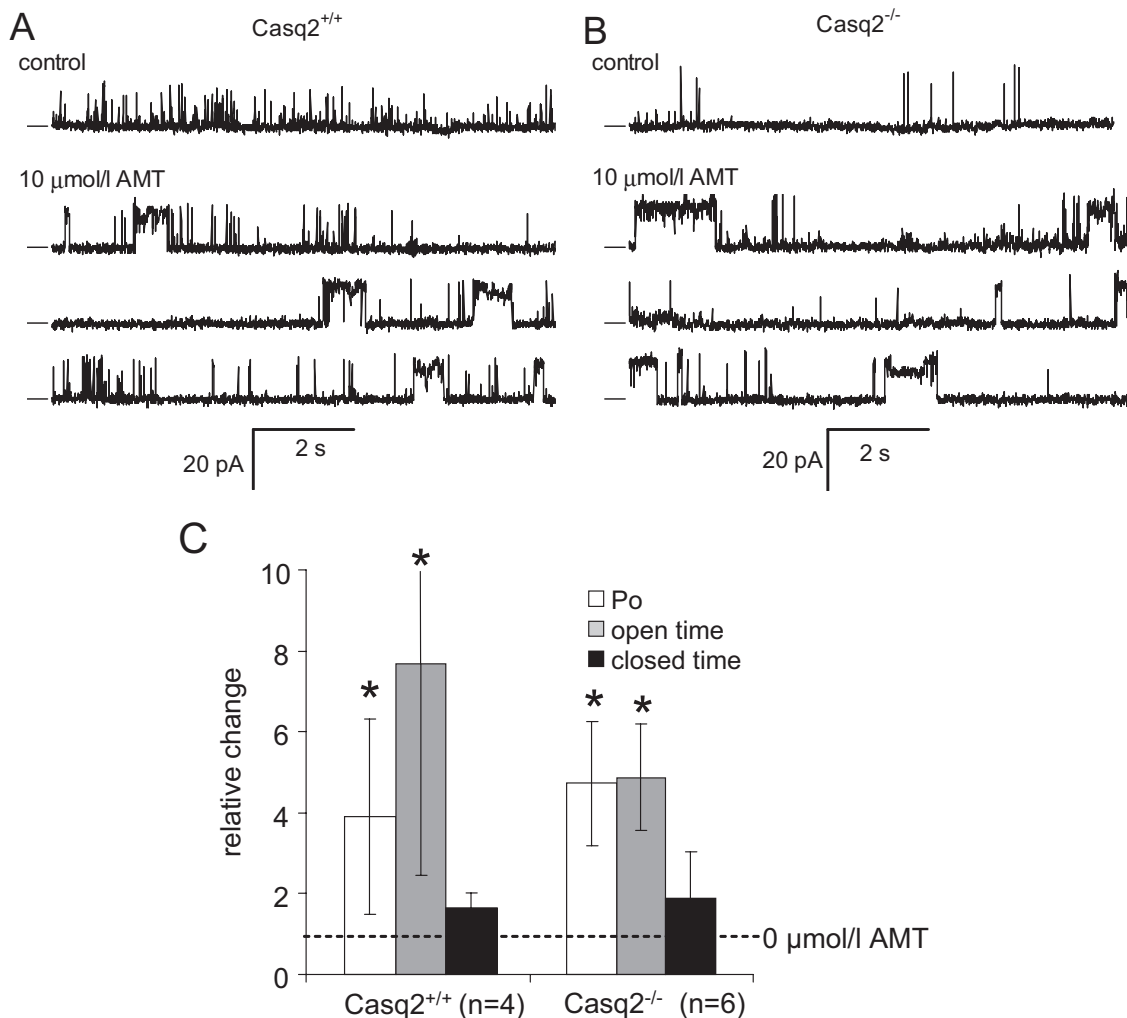 A
Casq2+/+
control
10 μmol/l AMT
20 pA
2 s
B
Casq2-/-
control
10 μmol/l AMT
20 pA
2 s
C
relative change
10
8
6
4
2
0
*
*
*
*
Po
open time
closed time
0 μmol/l AMT
Casq2+/+ (n=4)
Casq2-/- (n=6)